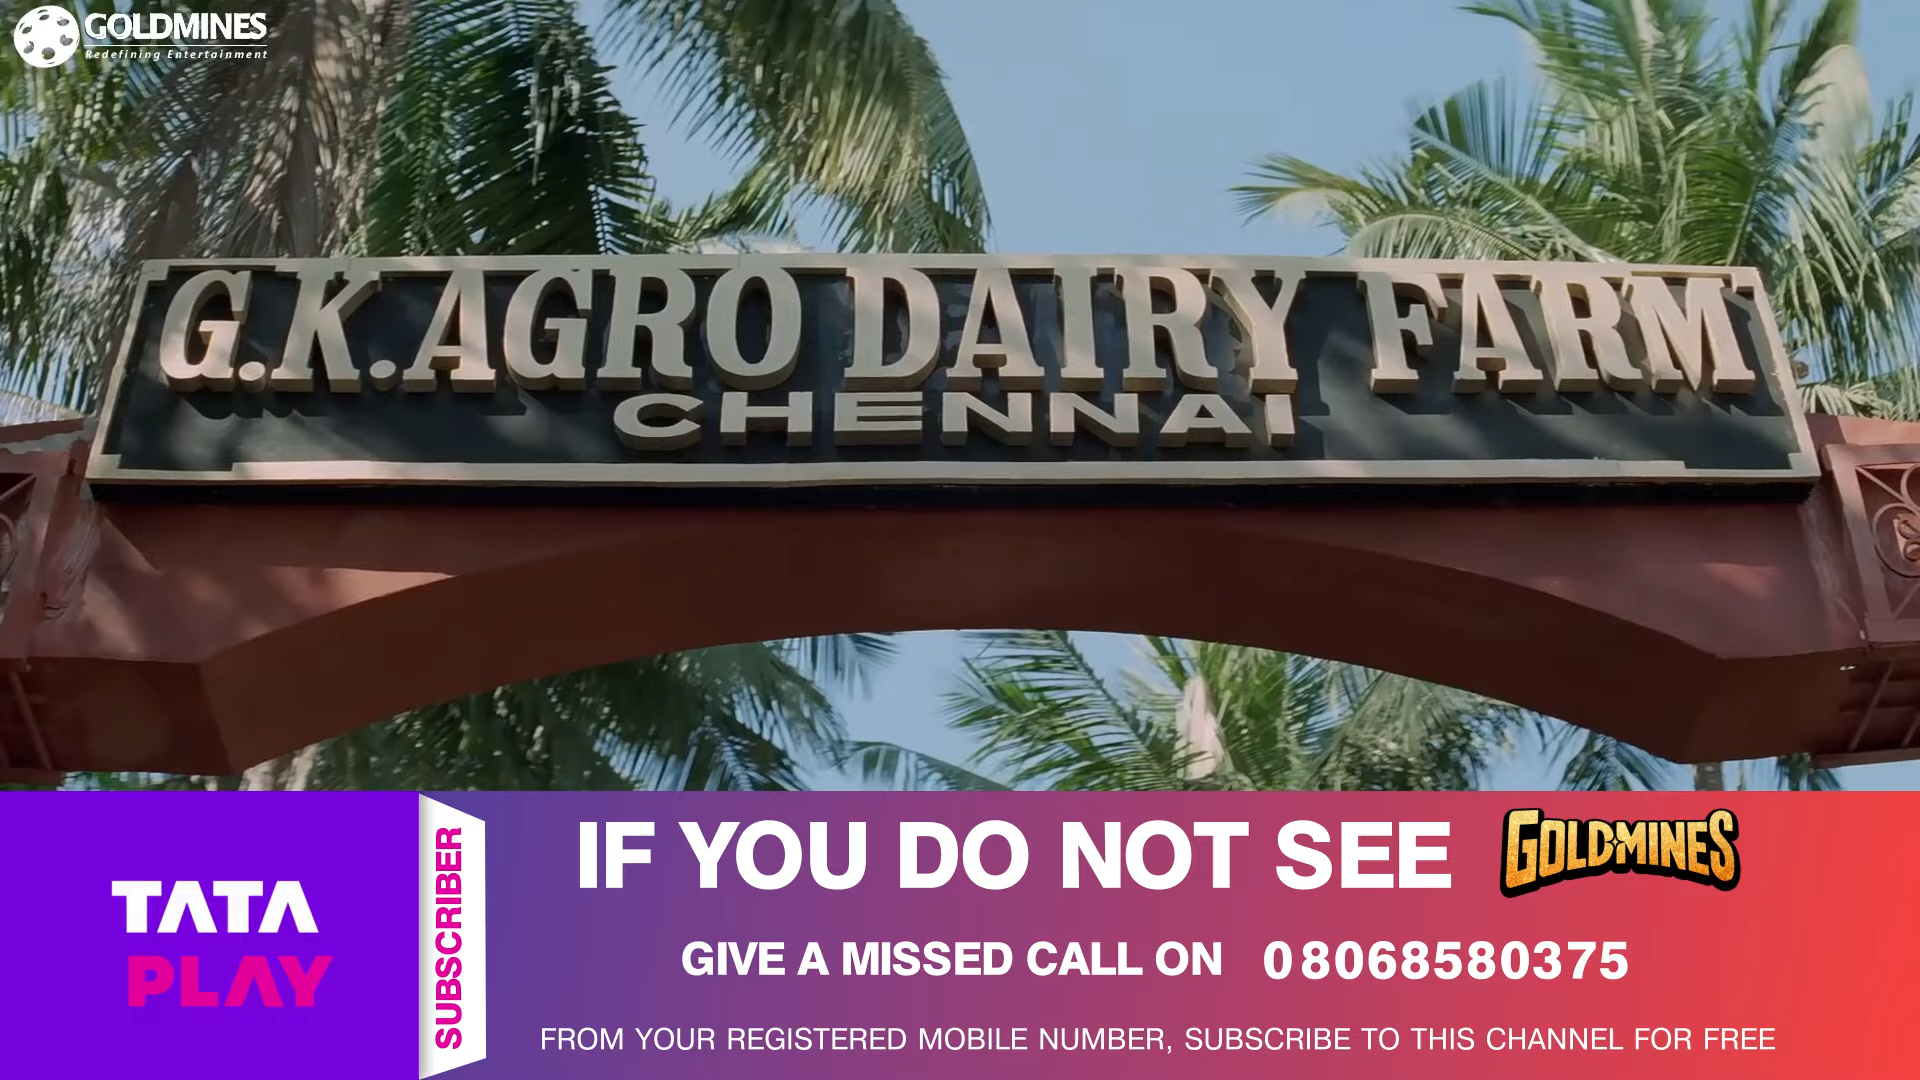 GOLDMINES
Redefining Entertainment
G.K.AGRO DAIRY FARM
CHENNAI
TATA
PLAY
SUBSCRIBER
IF YOU DO NOT SEE GOLDMINES
GIVE A MISSED CALL ON 08068580375
FROM YOUR REGISTERED MOBILE NUMBER, SUBSCRIBE TO THIS CHANNEL FOR FREE